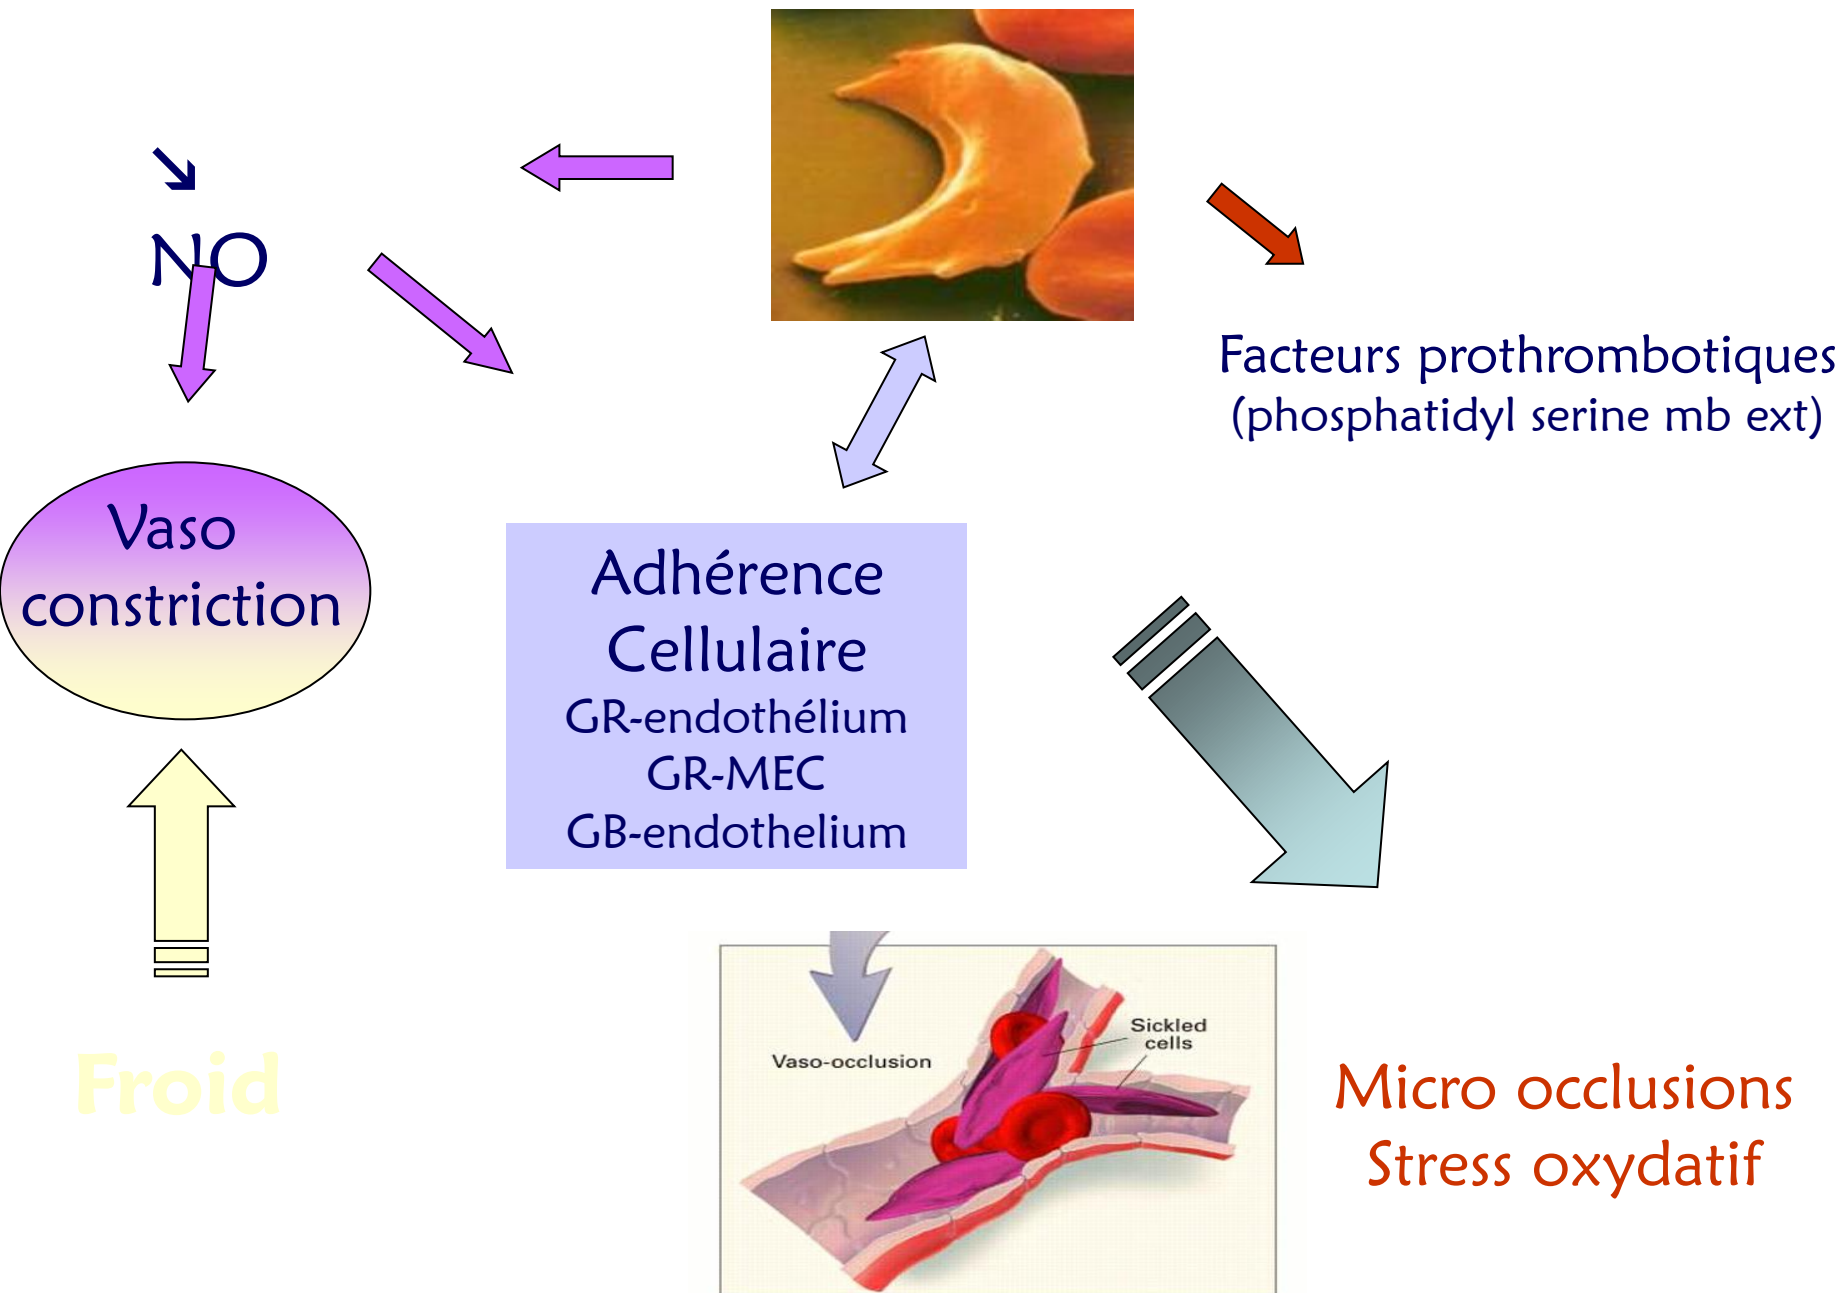 ↘
NO
Facteurs prothrombotiques
(phosphatidyl serine mb ext)
Vaso
constriction
Adhérence
Cellulaire
GR-endothélium
GR-MEC
GB-endothelium
Froid
Vaso-occlusion
Sickled
cells
Micro occlusions
Stress oxydatif